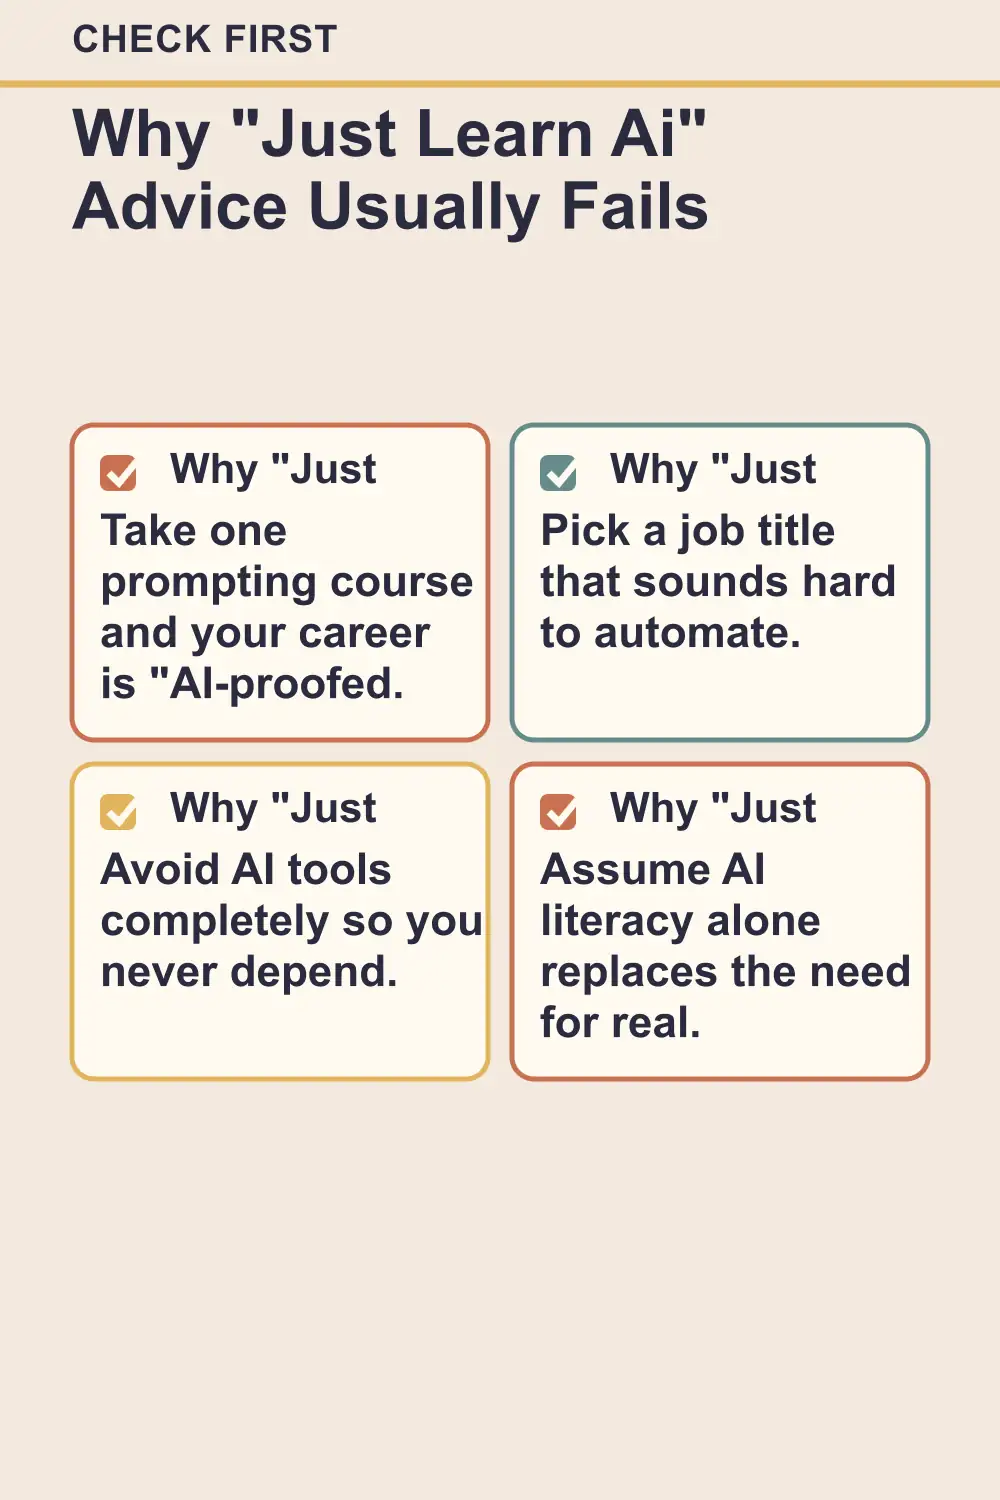 CHECK FIRST
Why "Just Learn Ai"
Advice Usually Fails
Why "Just
Take one
prompting course
and your career
is "AI-proofed.
Why "Just
Pick a job title
that sounds hard
to automate.
Why "Just
Avoid AI tools
completely so you
never depend.
Why "Just
Assume AI
literacy alone
replaces the need
for real.